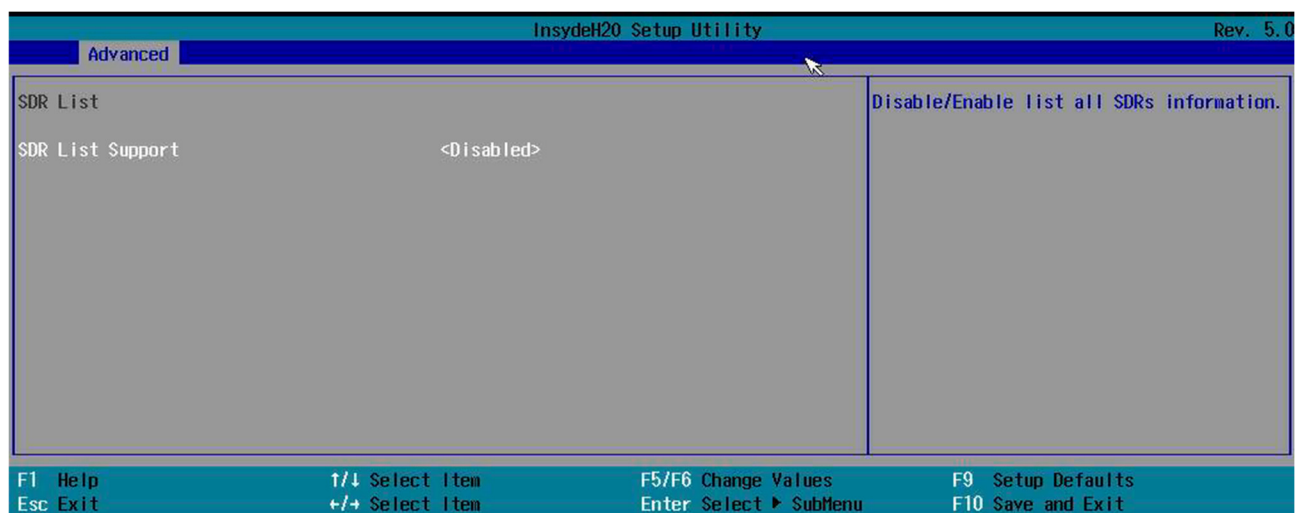 InsydeH20 Setup Utility Rev. 5.0
Advanced
SDR List
Disable/Enable list all SDRs information.
SDR List Support <Disabled>
F1 Help ↑/↓ Select Item F5/F6 Change Values F9 Setup Defaults
Esc Exit ←/→ Select Item Enter Select ▶ SubMenu F10 Save and Exit